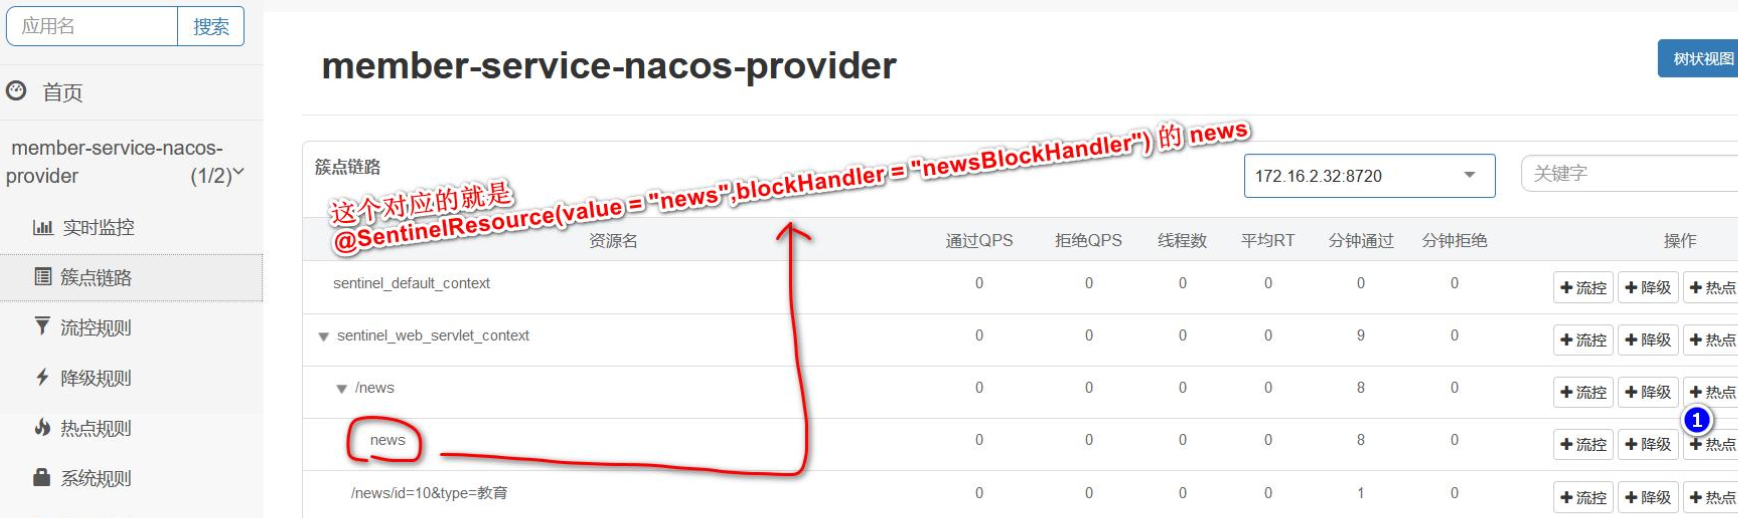 应用名 搜索
member-service-nacos-provider
树状视图
首页
member-service-nacos-
provider (1/2)
簇点链路
172.16.2.32:8720
关键字
这个对应的就是
@SentinelResource(value = "news",blockHandler = "newsBlockHandler") 的 news
实时监控
资源名 通过QPS 拒绝QPS 线程数 平均RT 分钟通过 分钟拒绝 操作
簇点链路
sentinel_default_context 0 0 0 0 0 0 流控 降级 热点
流控规则
sentinel_web_servlet_context 0 0 0 0 9 0 流控 降级 热点
降级规则
/news 0 0 0 0 8 0 流控 降级 热点
1
热点规则
news 0 0 0 0 8 0 流控 降级 热点
系统规则
/news/id=10&type=教育 0 0 0 0 1 0 流控 降级 热点